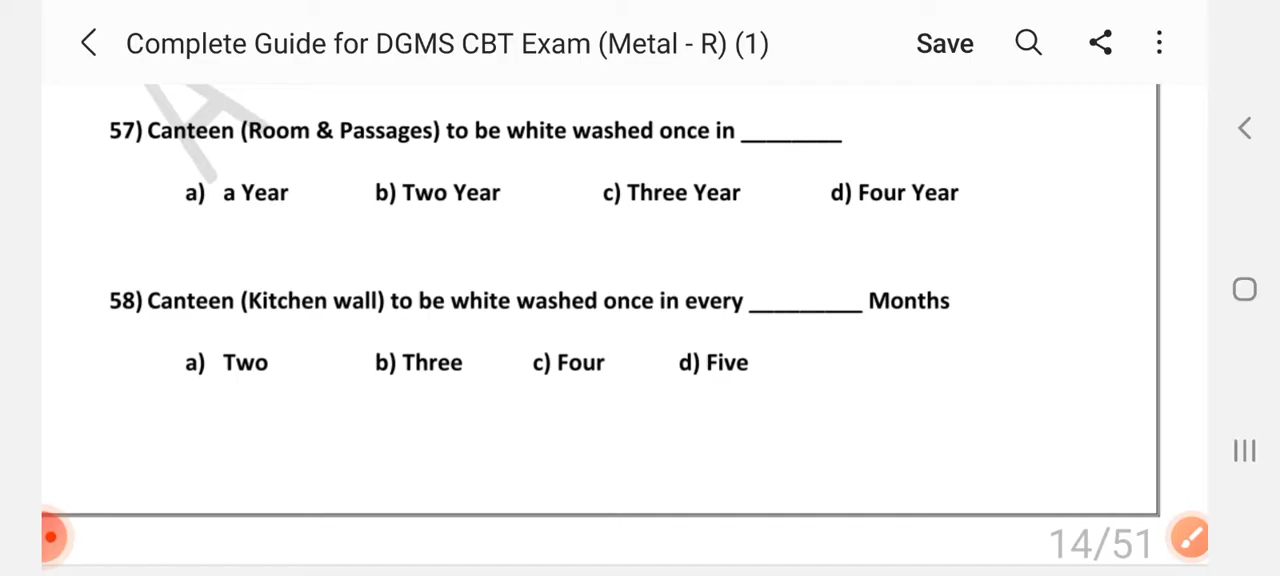 Complete Guide for DGMS CBT Exam (Metal - R) (1) Save
57) Canteen (Room & Passages) to be white washed once in ________
a) a Year b) Two Year c) Three Year d) Four Year
58) Canteen (Kitchen wall) to be white washed once in every ________ Months
a) Two b) Three c) Four d) Five
14/51